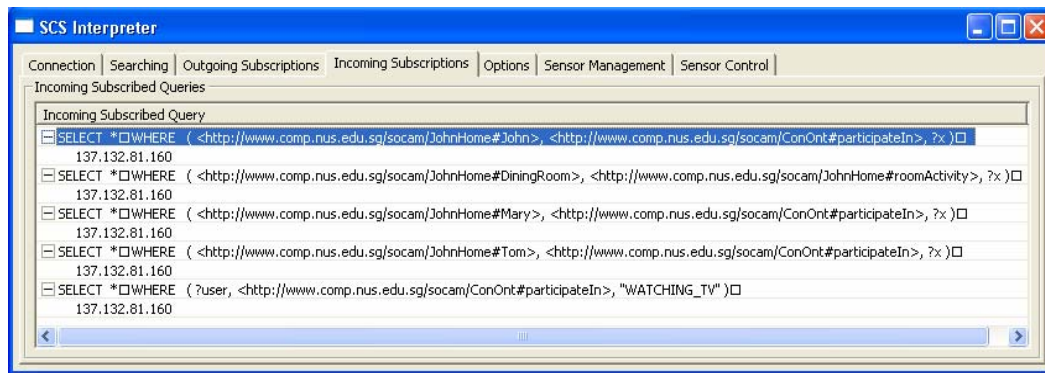 SCS Interpreter
Connection Searching Outgoing Subscriptions Incoming Subscriptions Options Sensor Management Sensor Control
Incoming Subscribed Queries
Incoming Subscribed Query
SELECT *□WHERE ( <http://www.comp.nus.edu.sg/socam/JohnHome#John>, <http://www.comp.nus.edu.sg/socam/ConOnt#participateIn>, ?x )□
137.132.81.160
SELECT *□WHERE ( <http://www.comp.nus.edu.sg/socam/JohnHome#DiningRoom>, <http://www.comp.nus.edu.sg/socam/JohnHome#roomActivity>, ?x )□
137.132.81.160
SELECT *□WHERE ( <http://www.comp.nus.edu.sg/socam/JohnHome#Mary>, <http://www.comp.nus.edu.sg/socam/ConOnt#participateIn>, ?x )□
137.132.81.160
SELECT *□WHERE ( <http://www.comp.nus.edu.sg/socam/JohnHome#Tom>, <http://www.comp.nus.edu.sg/socam/ConOnt#participateIn>, ?x )□
137.132.81.160
SELECT *□WHERE ( ?user, <http://www.comp.nus.edu.sg/socam/ConOnt#participateIn>, "WATCHING_TV" )□
137.132.81.160